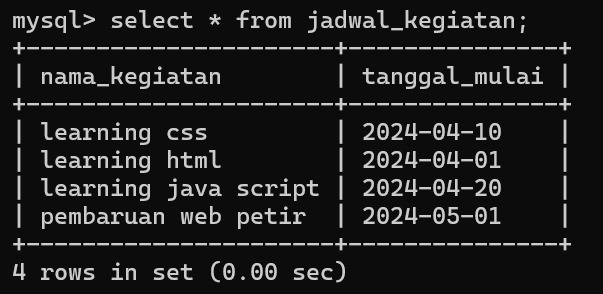 mysql> select * from jadwal_kegiatan;
+----------------------+---------------+
| nama_kegiatan        | tanggal_mulai |
+----------------------+---------------+
| learning css         | 2024-04-10    |
| learning html        | 2024-04-01    |
| learning java script | 2024-04-20    |
| pembaruan web petir  | 2024-05-01    |
+----------------------+---------------+
4 rows in set (0.00 sec)